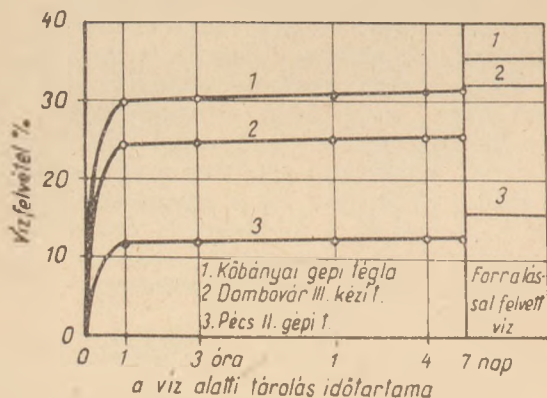 40
30
20
10
0
Vízfelvétel %
1
2
3
1
2
3
1. Kőbányai gépi tégla
2 Dombovár III. kézi t.
3. Pécs II. gépi t.
Forralás-
sal felvett
víz
0 1 3 óra 1 4 7 nap
a víz alatti tárolás időtartama